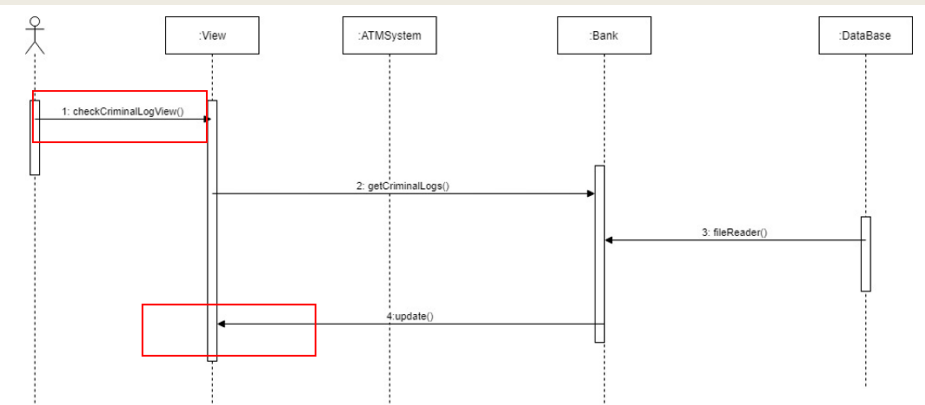 :View
:ATMSystem
:Bank
:DataBase
1: checkCriminalLogView()
2: getCriminalLogs()
3: fileReader()
4:update()